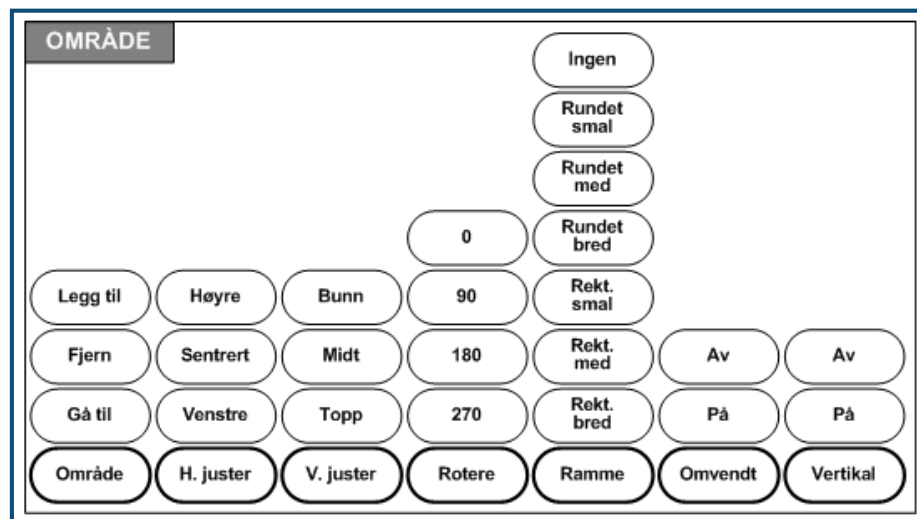 OMRÀDE
Ingen
Rundet
smal
Rundet
med
0
Rundet
bred
Legg til
Høyre
Bunn
90
Rekt.
smal
Fjern
Sentrert
Midt
180
Rekt.
med
Av
Av
Gå til
Venstre
Topp
270
Rekt.
bred
På
På
Område
H. juster
V. juster
Rotere
Ramme
Omvendt
Vertikal